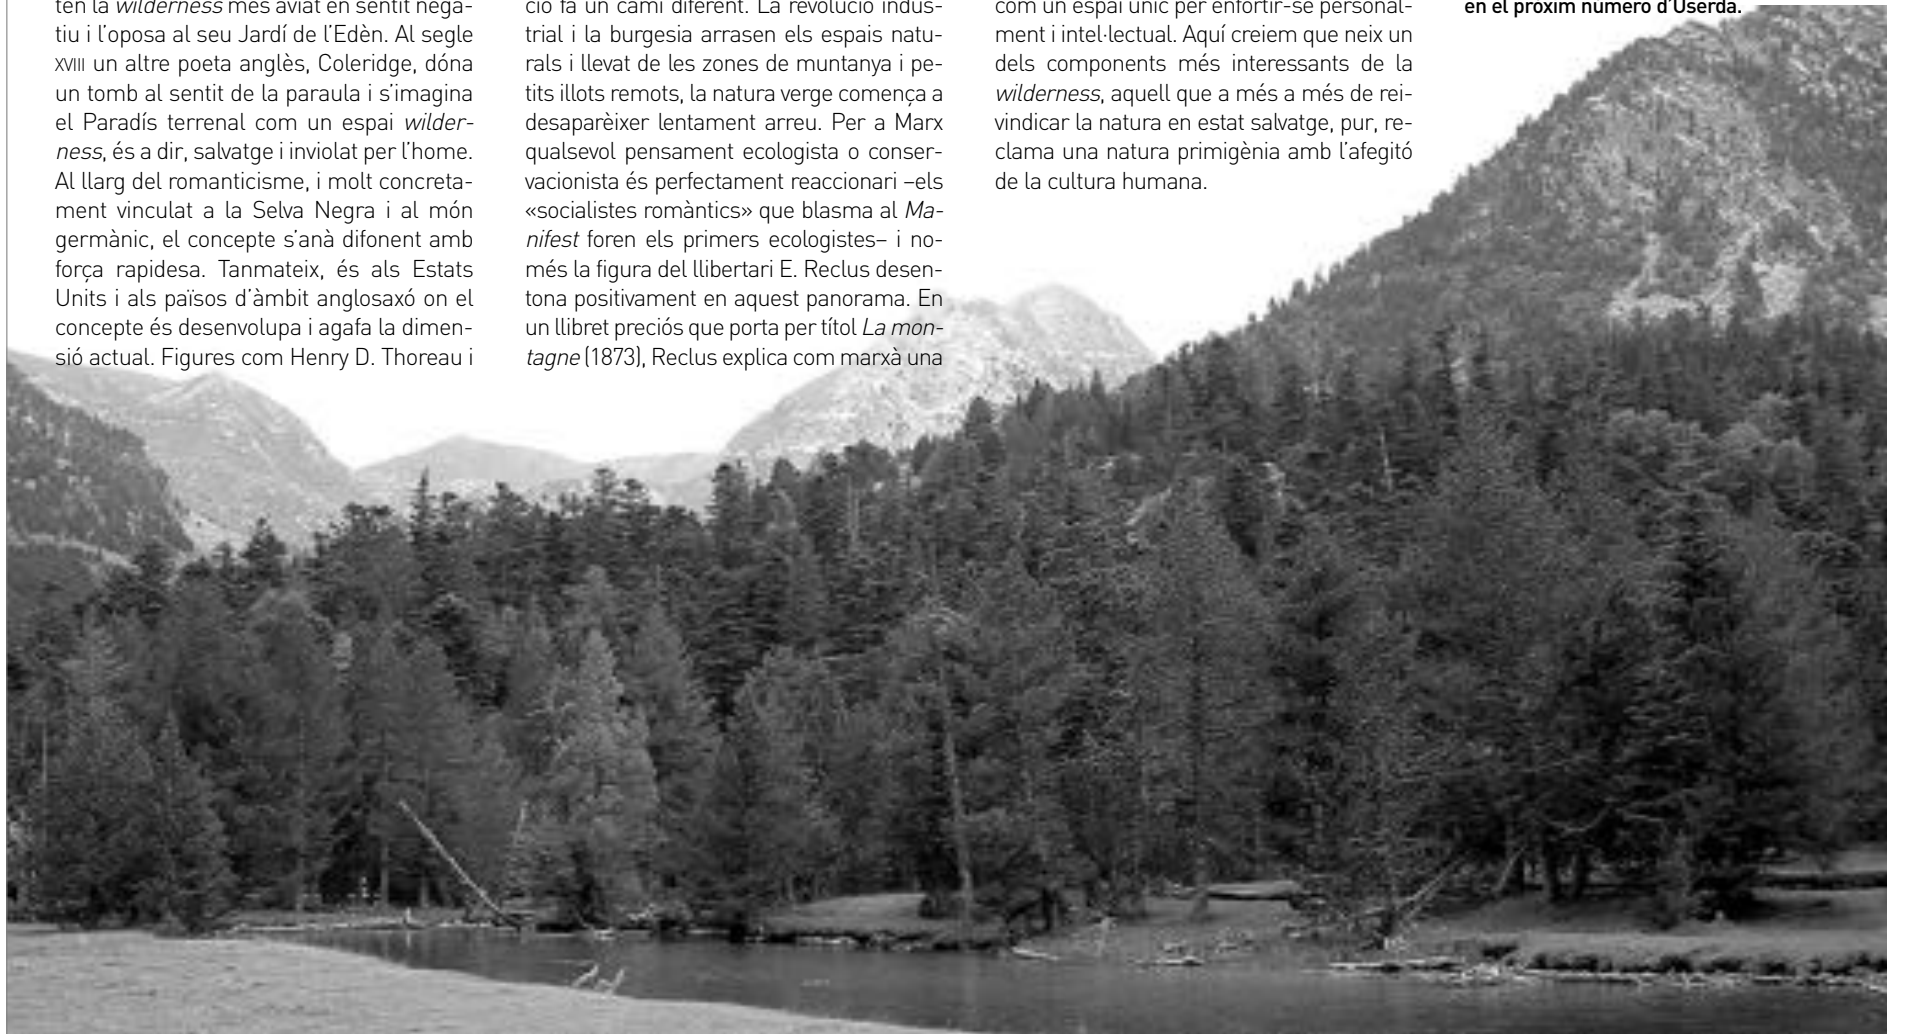 ten la wilderness més aviat en sentit nega-
tiu i l’oposa al seu Jardí de l’Edèn. Al segle
XVIII un altre poeta anglès, Coleridge, dóna
un tomb al sentit de la paraula i s’imagina
el Paradís terrenal com un espai wilder-
ness, és a dir, salvatge i inviolat per l’home.
Al llarg del romanticisme, i molt concreta-
ment vinculat a la Selva Negra i al món
germànic, el concepte s’anà difonent amb
força rapidesa. Tanmateix, és als Estats
Units i als països d’àmbit anglosaxó on el
concepte és desenvolupa i agafa la dimen-
sió actual. Figures com Henry D. Thoreau i
ció fa un camí diferent. La revolució indus-
trial i la burgesia arrasen els espais natu-
rals i llevat de les zones de muntanya i pe-
tits illots remots, la natura verge comença a
desaparèixer lentament arreu. Per a Marx
qualsevol pensament ecologista o conser-
vacionista és perfectament reaccionari –els
«socialistes romàntics» que blasma al Ma-
nifest foren els primers ecologistes– i no-
més la figura del llibertari E. Reclus desen-
tona positivament en aquest panorama. En
un llibret preciós que porta per títol La mon-
tagne (1873), Reclus explica com marxà una
com un espai únic per enfortir-se personal-
ment i intel·lectual. Aquí creiem que neix un
dels components més interessants de la
wilderness, aquell que a més a més de rei-
vindicar la natura en estat salvatge, pur, re-
clama una natura primigènia amb l’afegitó
de la cultura humana.
en el pròxim número d’Userda.